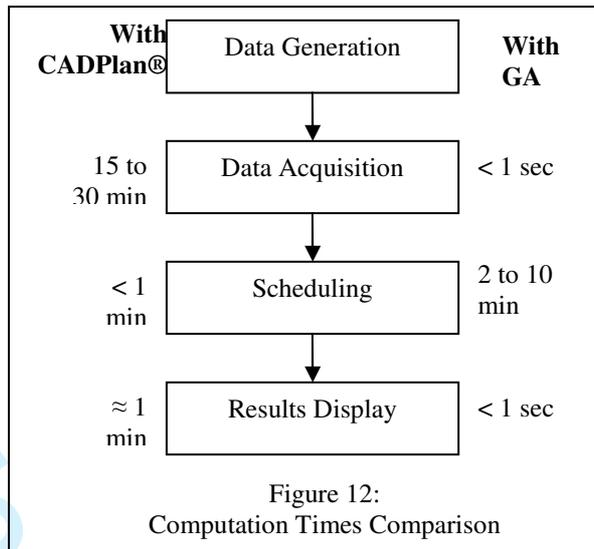 With
CADPlan®
Data Generation
With
GA
15 to
30 min
Data Acquisition
< 1 sec
< 1
min
Scheduling
2 to 10
min
≈ 1
min
Results Display
< 1 sec
Figure 12:
Computation Times Comparison